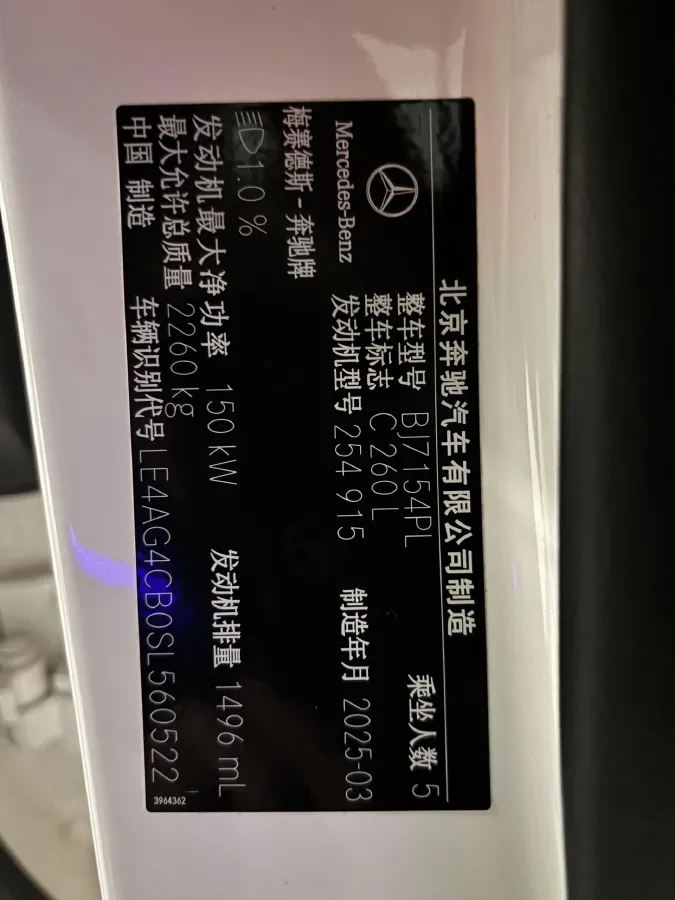 北京奔驰汽车有限公司制造
Mercedes-Benz
梅赛德斯-奔驰牌
整车型号 BJ7154PL 乘坐人数 5
整车标志 C 260 L
发动机型号 254 915 制造年月 2025-03
1.0 %
发动机最大净功率 150 kW 发动机排量 1496 mL
最大允许总质量 2260 kg
中国 制造 车辆识别代号 LE4AG4CB0SL560522
3964362